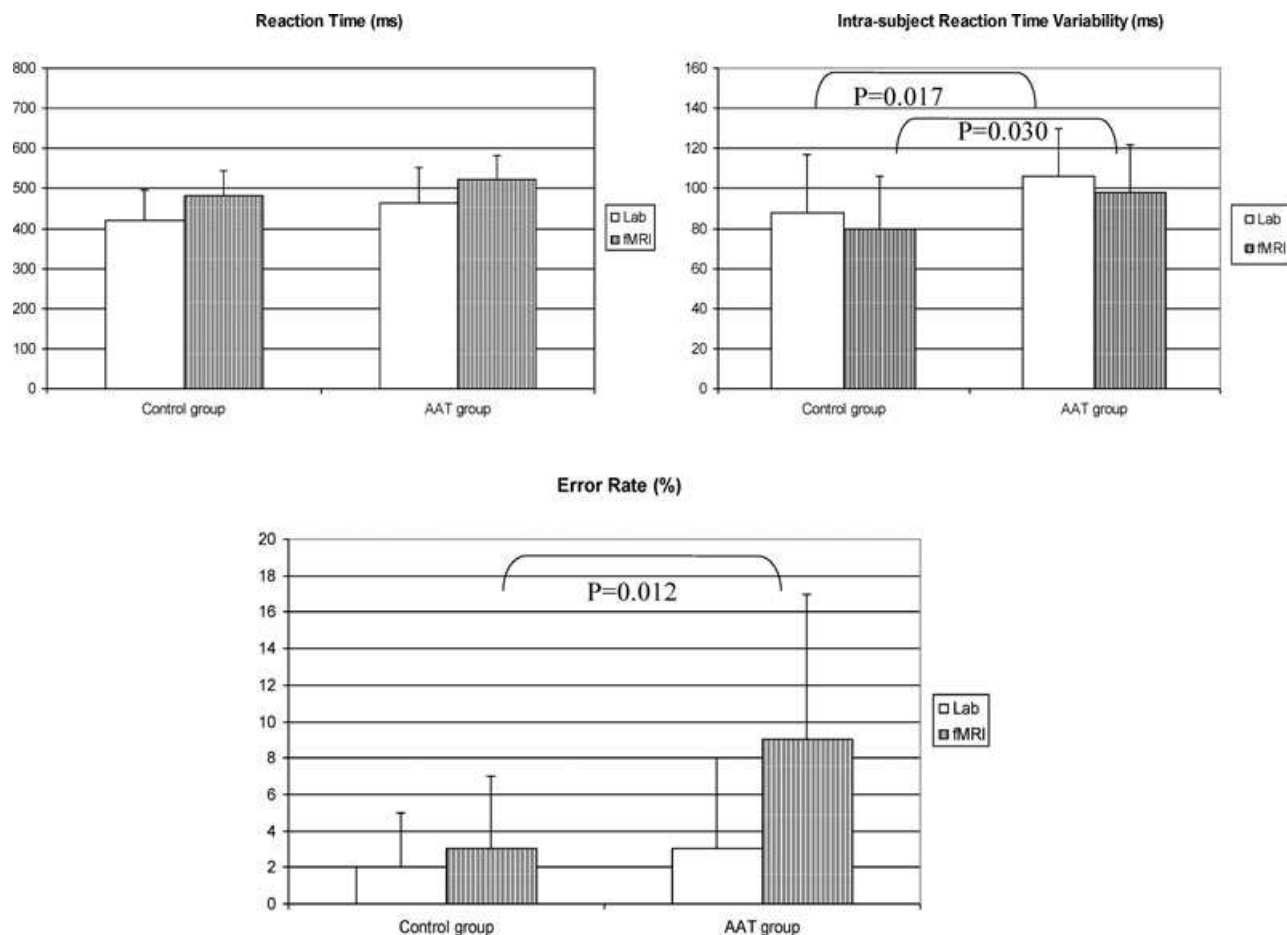 Reaction Time (ms)
800
700
600
500
400
300
200
100
0
Control group
AAT group
Lab
fMRI
Intra-subject Reaction Time Variability (ms)
160
140
120
100
80
60
40
20
0
P=0.017
P=0.030
Control group
AAT group
Lab
fMRI
Error Rate (%)
20
18
16
14
12
10
8
6
4
2
0
P=0.012
Control group
AAT group
Lab
fMRI